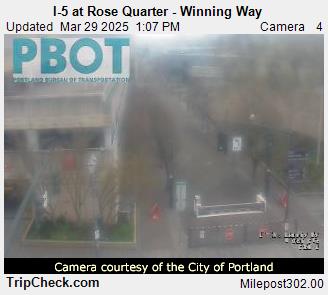 I-5 at Rose Quarter - Winning Way
Updated Mar 29 2025 1:07 PM Camera 4
PBOT
PORTLAND BUREAU OF TRANSPORTATION
Camera courtesy of the City of Portland
TripCheck.com Milepost302.00